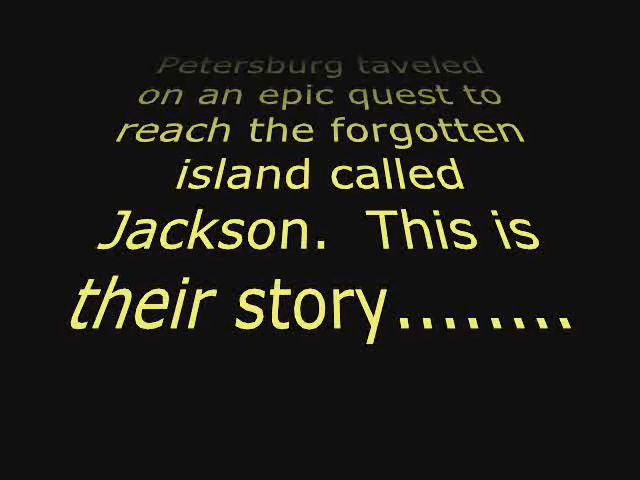 Petersburg taveled
on an epic quest to
reach the forgotten
island called
Jackson.  This is
their story........